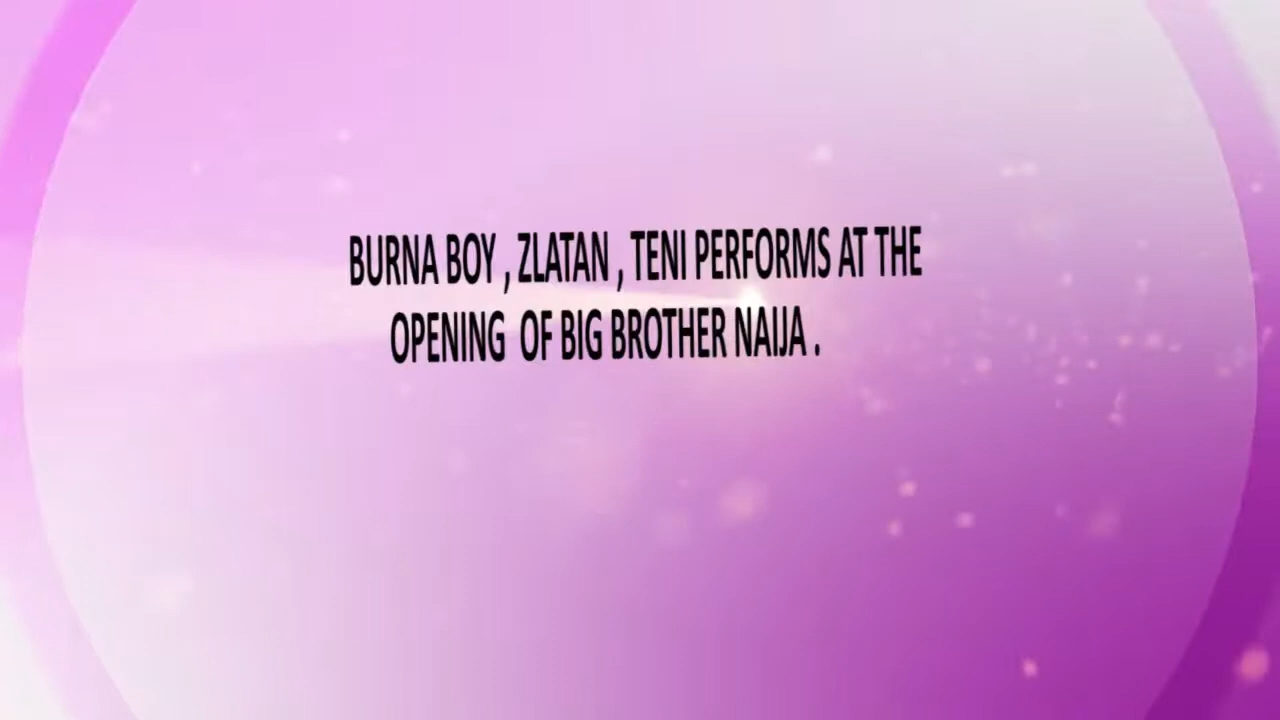 BURNA BOY , ZLATAN , TENI PERFORMS AT THE
OPENING OF BIG BROTHER NAIJA .